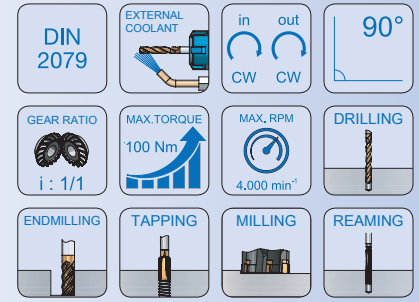 DIN
2079
EXTERNAL
COOLANT
in out
CW CW
90°
GEAR RATIO
i : 1/1
MAX.TORQUE
100 Nm
MAX. RPM
4.000 min⁻¹
DRILLING
ENDMILLING
TAPPING
MILLING
REAMING